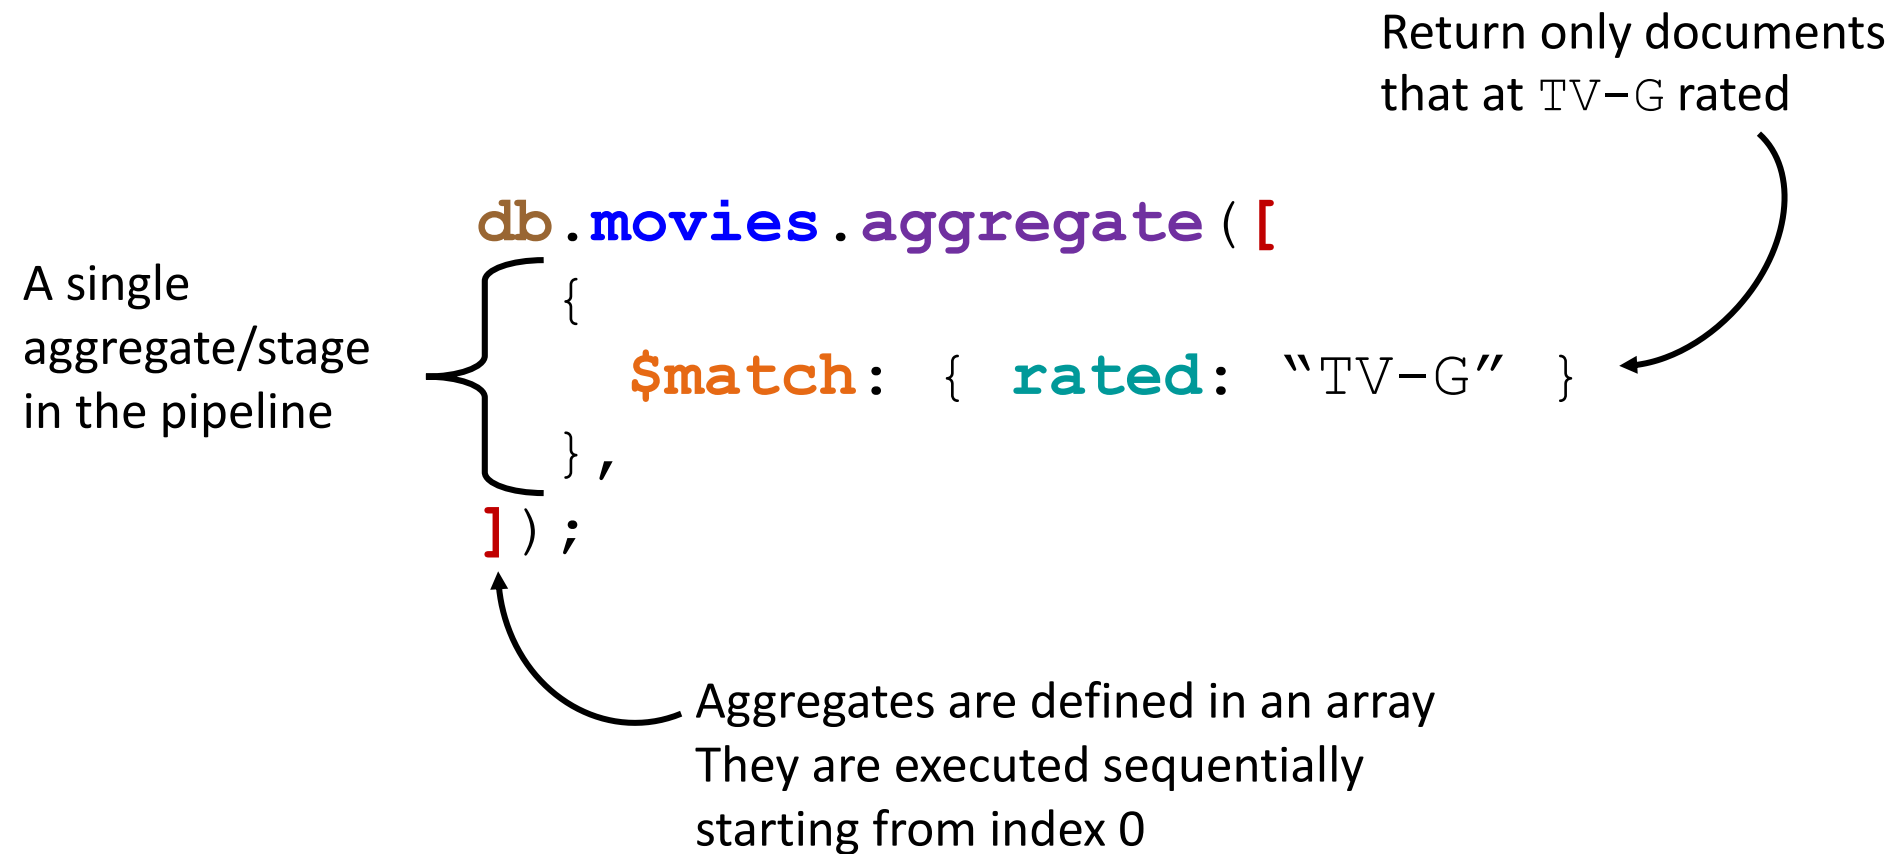 Return only documents
that at TV-G rated
db.movies.aggregate([
A single
aggregate/stage
in the pipeline
{
$match: { rated: “TV-G” }
},
]);
Aggregates are defined in an array
They are executed sequentially
starting from index 0